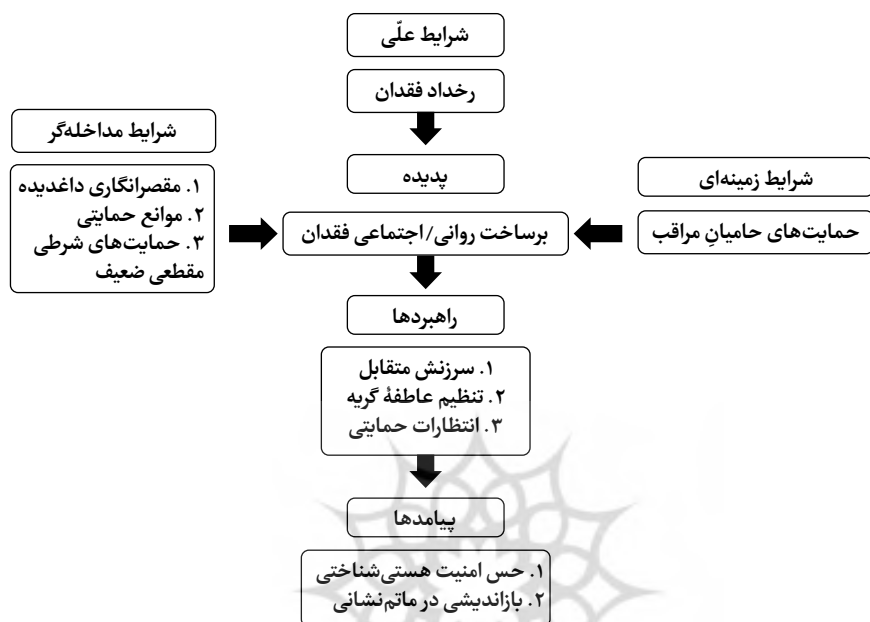 شرایط علّی
رخداد فقدان
شرایط مداخله‌گر
۱. مقصرانگاری داغدیده
۲. موانع حمایتی
۳. حمایت‌های شرطی
مقطعی ضعیف
پدیده
برساخت روانی/اجتماعی فقدان
شرایط زمینه‌ای
حمایت‌های حامیانِ مراقب
راهبردها
۱. سرزنش متقابل
۲. تنظیم عاطفهٔ گریه
۳. انتظارات حمایتی
پیامدها
۱. حس امنیت هستی‌شناختی
۲. بازاندیشی در ماتم‌نشانی